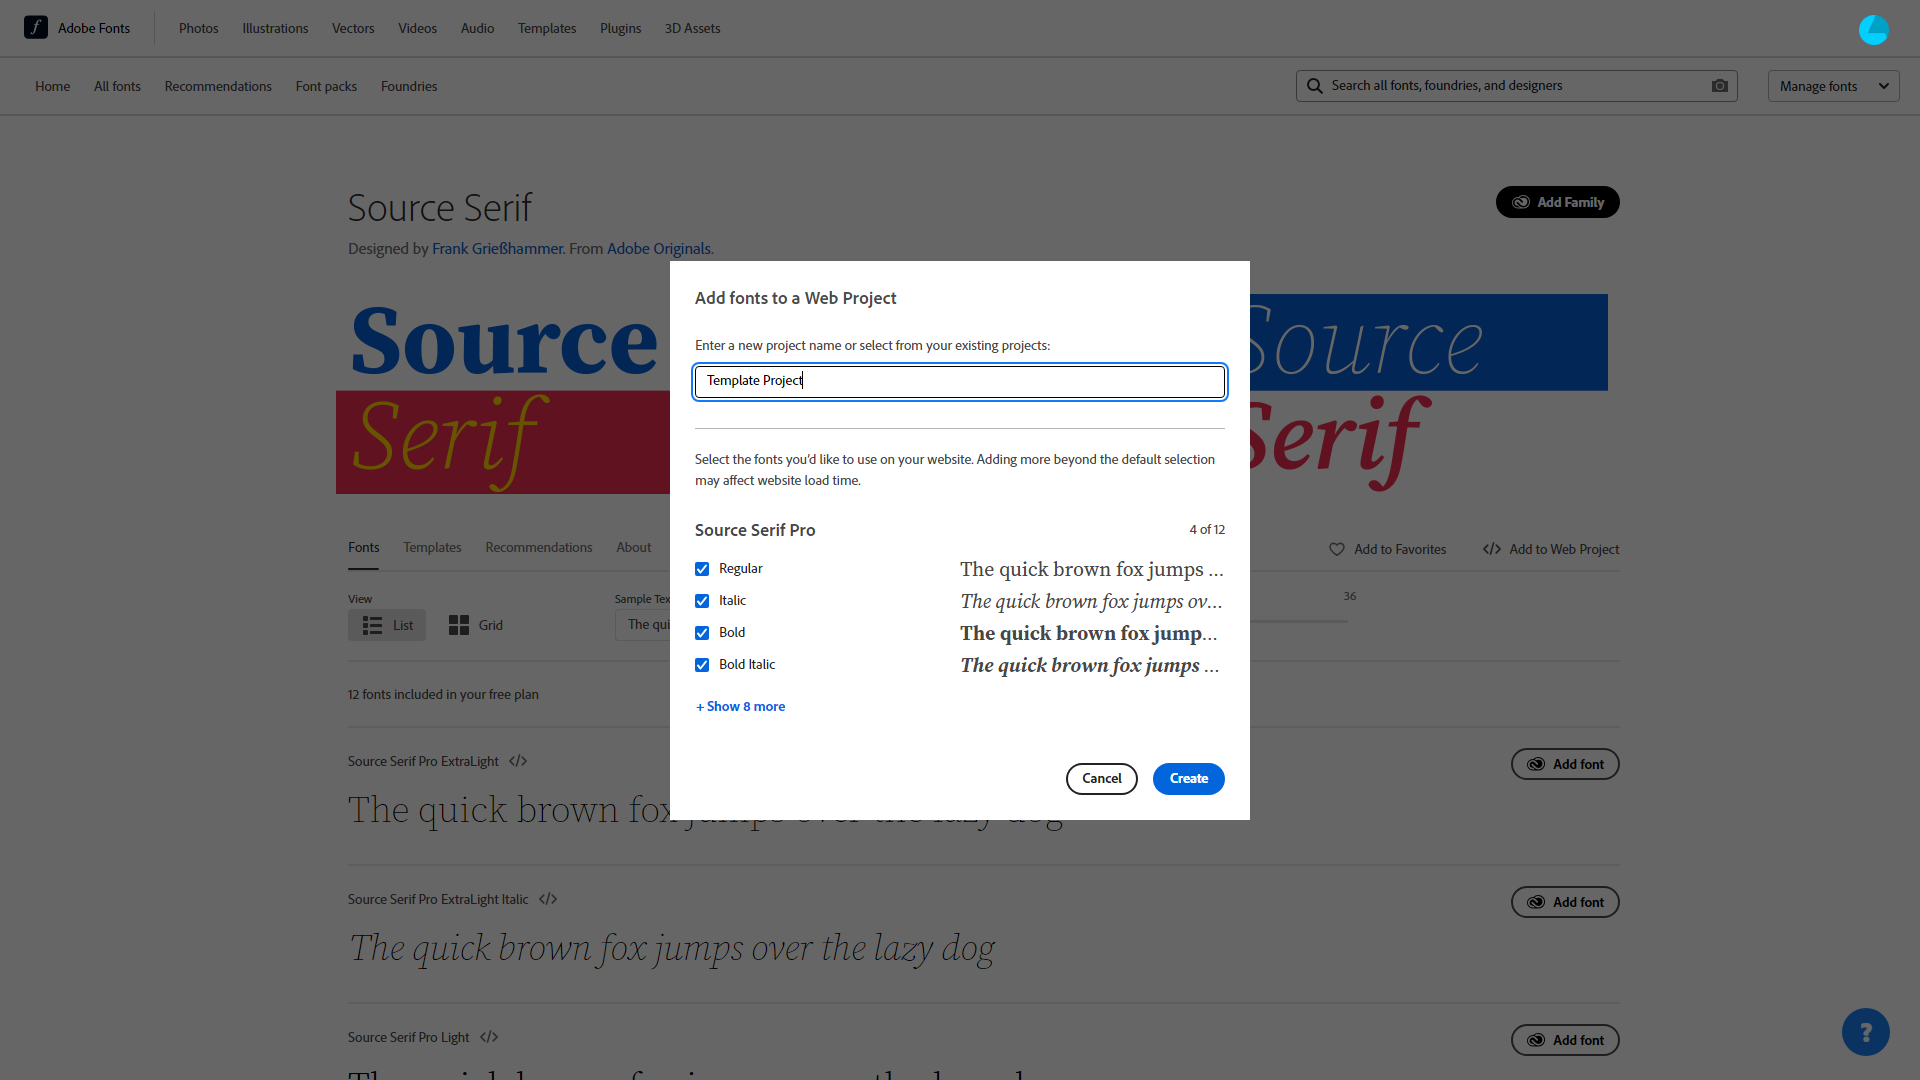 Adobe Fonts
Photos
Illustrations
Vectors
Videos
Audio
Templates
Plugins
3D Assets
Home
All fonts
Recommendations
Font packs
Foundries
Search all fonts, foundries, and designers
Manage fonts
Source Serif
Add Family
Designed by Frank Grießhammer. From Adobe Originals.
Source
Serif
Source
Serif
Fonts
Templates
Recommendations
About
Add to Favorites
Add to Web Project
View
List
Grid
Sample Tex
The qui
36
12 fonts included in your free plan
Add fonts to a Web Project
Enter a new project name or select from your existing projects:
Template Project
Select the fonts you'd like to use on your website. Adding more beyond the default selection
may affect website load time.
Source Serif Pro
4 of 12
Regular
The quick brown fox jumps ...
Italic
The quick brown fox jumps ov...
Bold
The quick brown fox jump...
Bold Italic
The quick brown fox jumps ...
+ Show 8 more
Cancel
Create
Source Serif Pro ExtraLight
Add font
The quick brown fox jumps over the lazy dog
Source Serif Pro ExtraLight Italic
Add font
The quick brown fox jumps over the lazy dog
Source Serif Pro Light
Add font
?